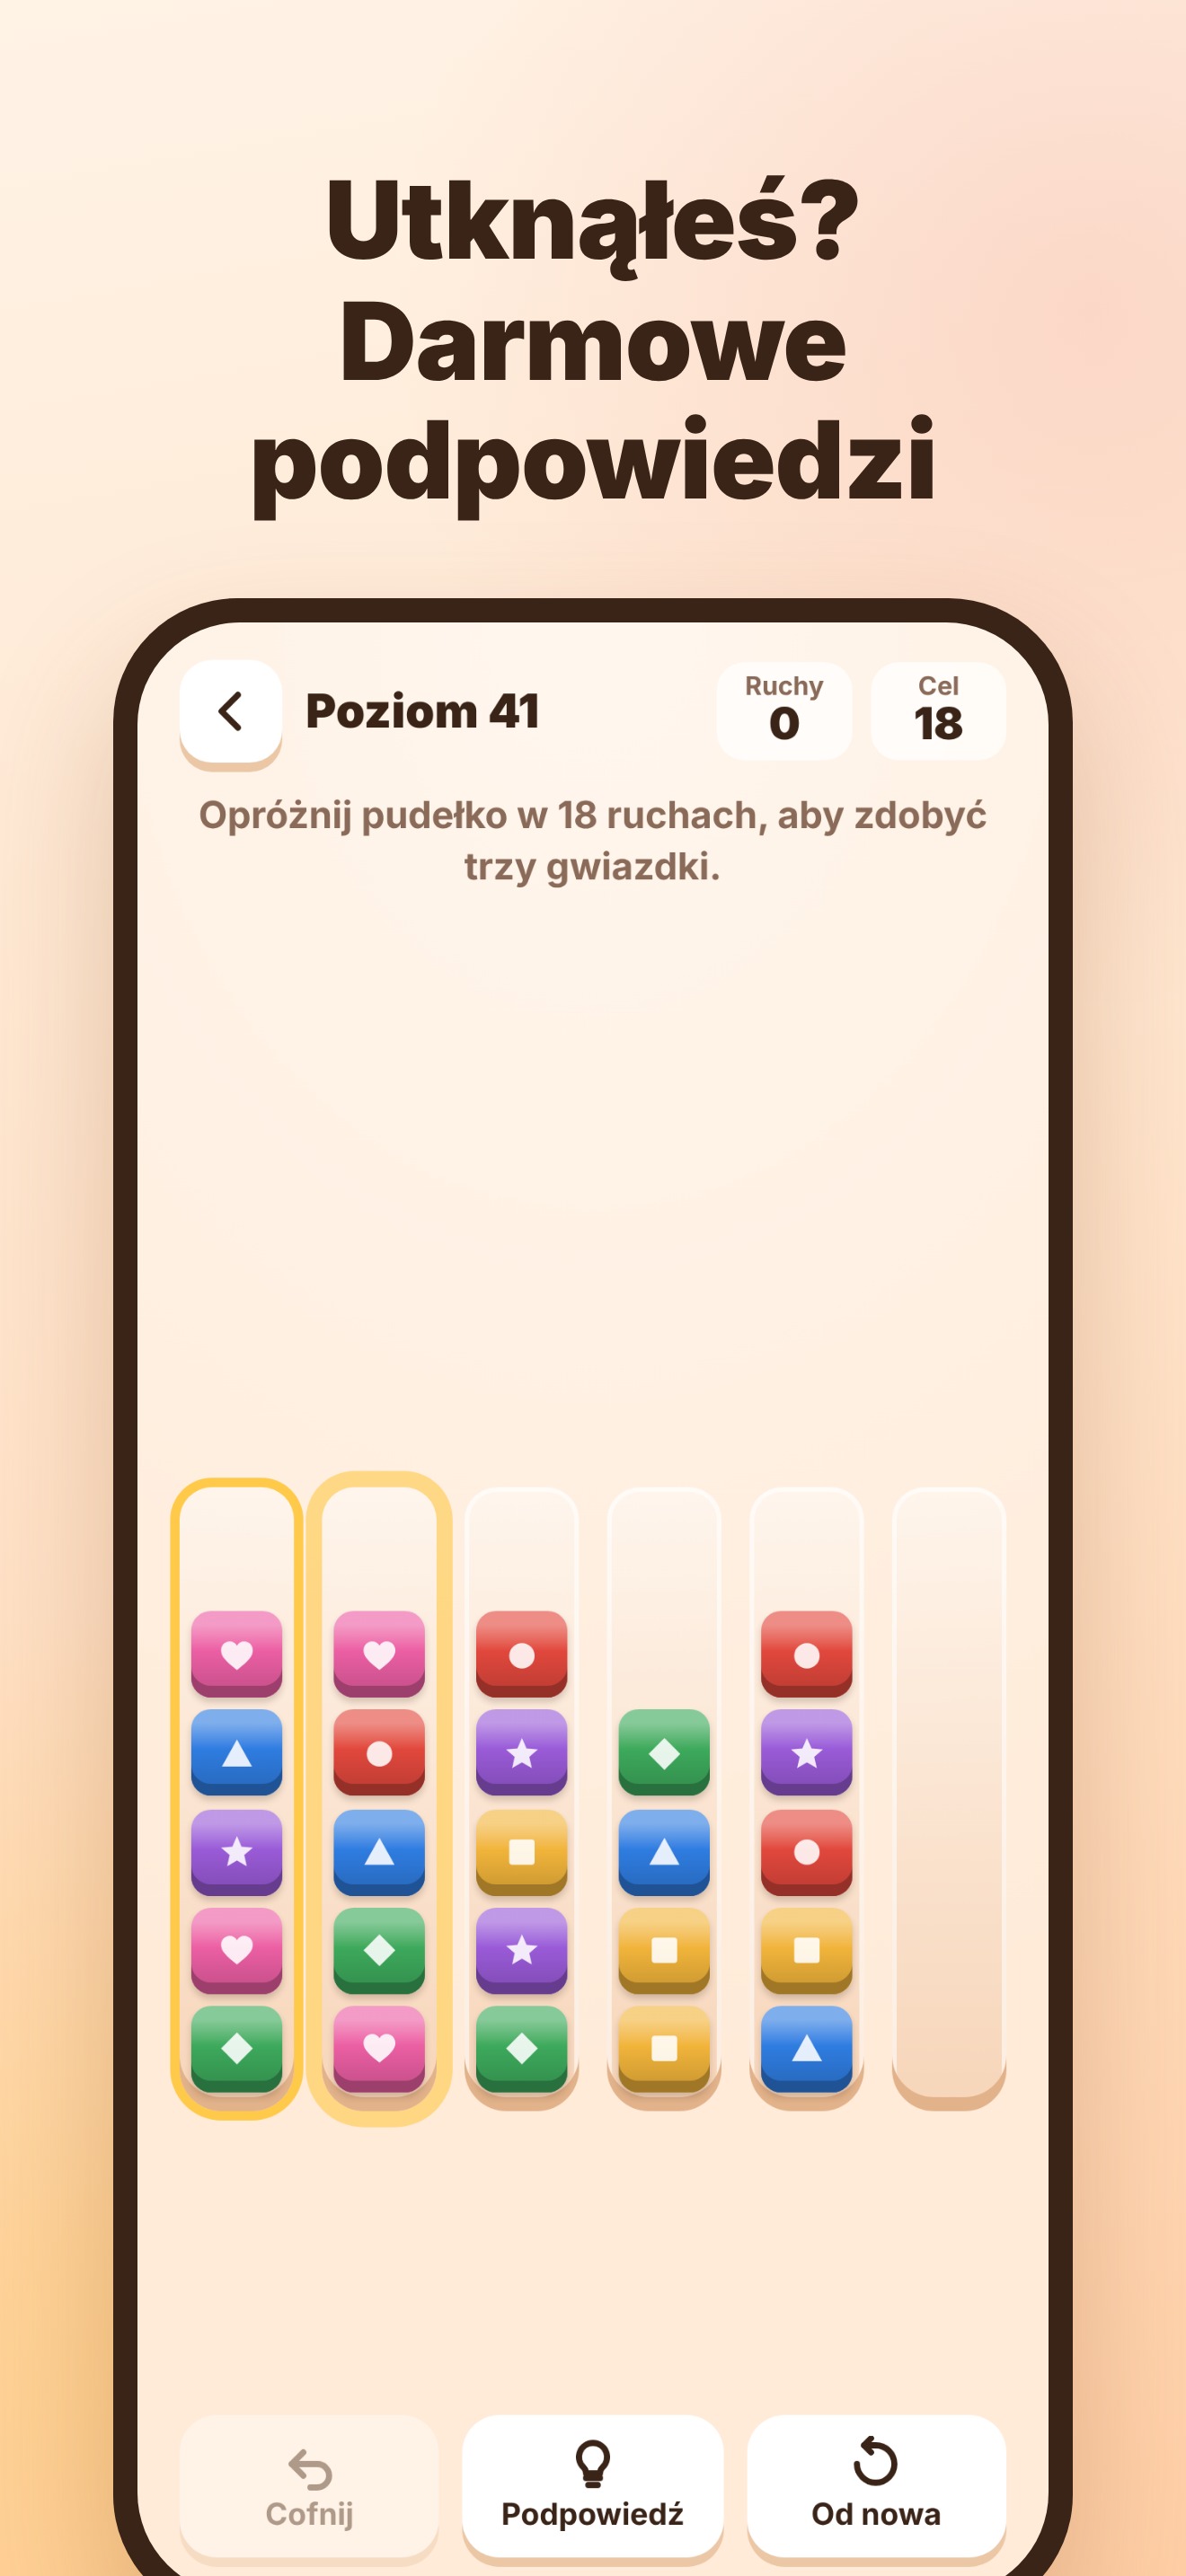 Utknąłeś?
Darmowe
podpowiedzi
Poziom 41
Ruchy
0
Cel
18
Opróżnij pudełko w 18 ruchach, aby zdobyć
trzy gwiazdki.
Cofnij
Podpowiedź
Od nowa